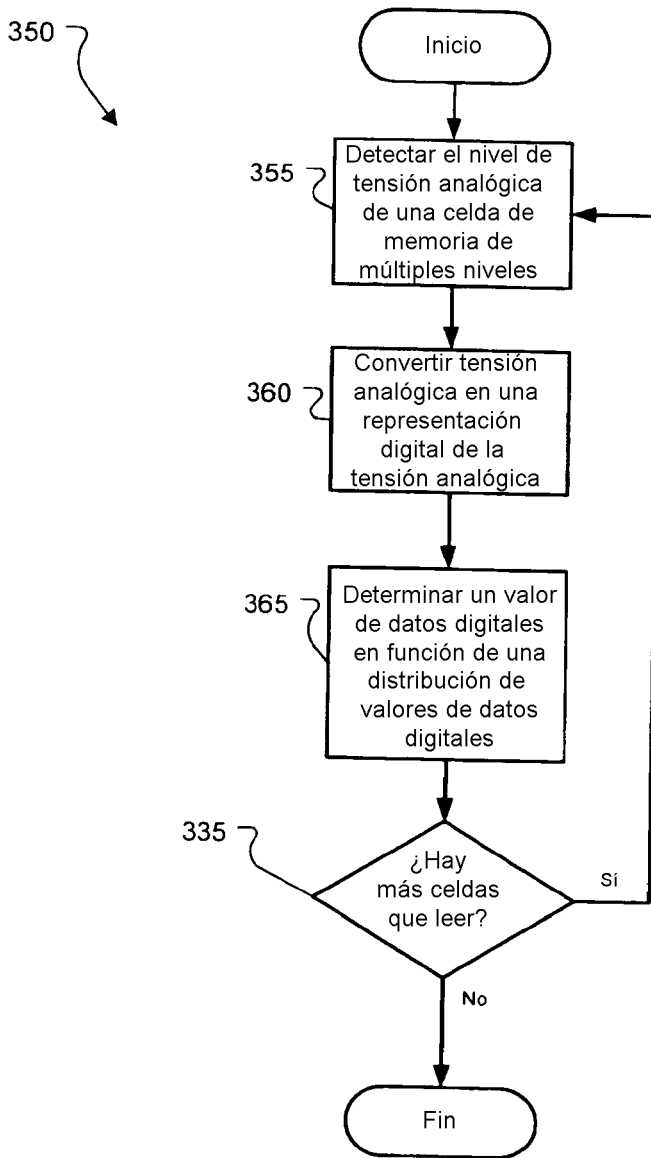 350
Inicio
355
Detectar el nivel de
tensión analógica
de una celda de
memoria de
múltiples niveles
360
Convertir tensión
analógica en una
representación
digital de la
tensión analógica
365
Determinar un valor
de datos digitales
en función de una
distribución de
valores de datos
digitales
335
¿Hay
más celdas
que leer?
Sí
No
Fin